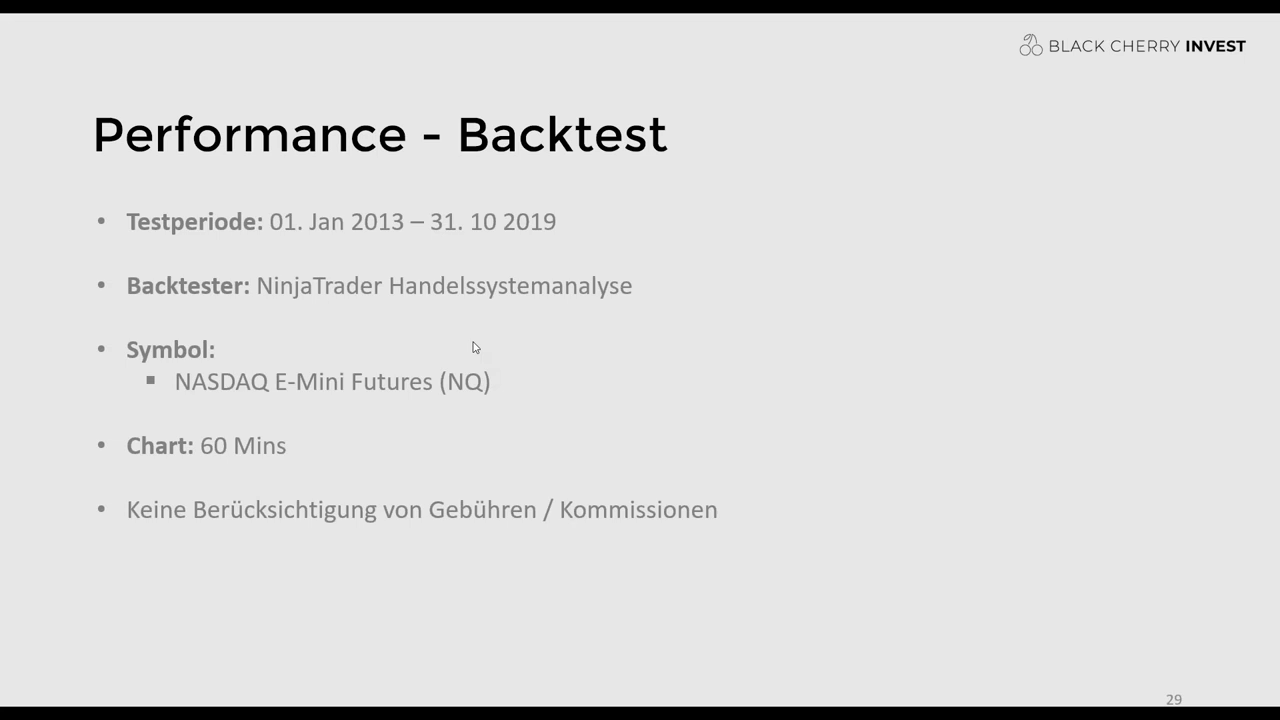 BLACK CHERRY INVEST
Performance - Backtest
• Testperiode: 01. Jan 2013 – 31. 10 2019
• Backtester: NinjaTrader Handelssystemanalyse
• Symbol:
▪ NASDAQ E-Mini Futures (NQ)
• Chart: 60 Mins
• Keine Berücksichtigung von Gebühren / Kommissionen
29